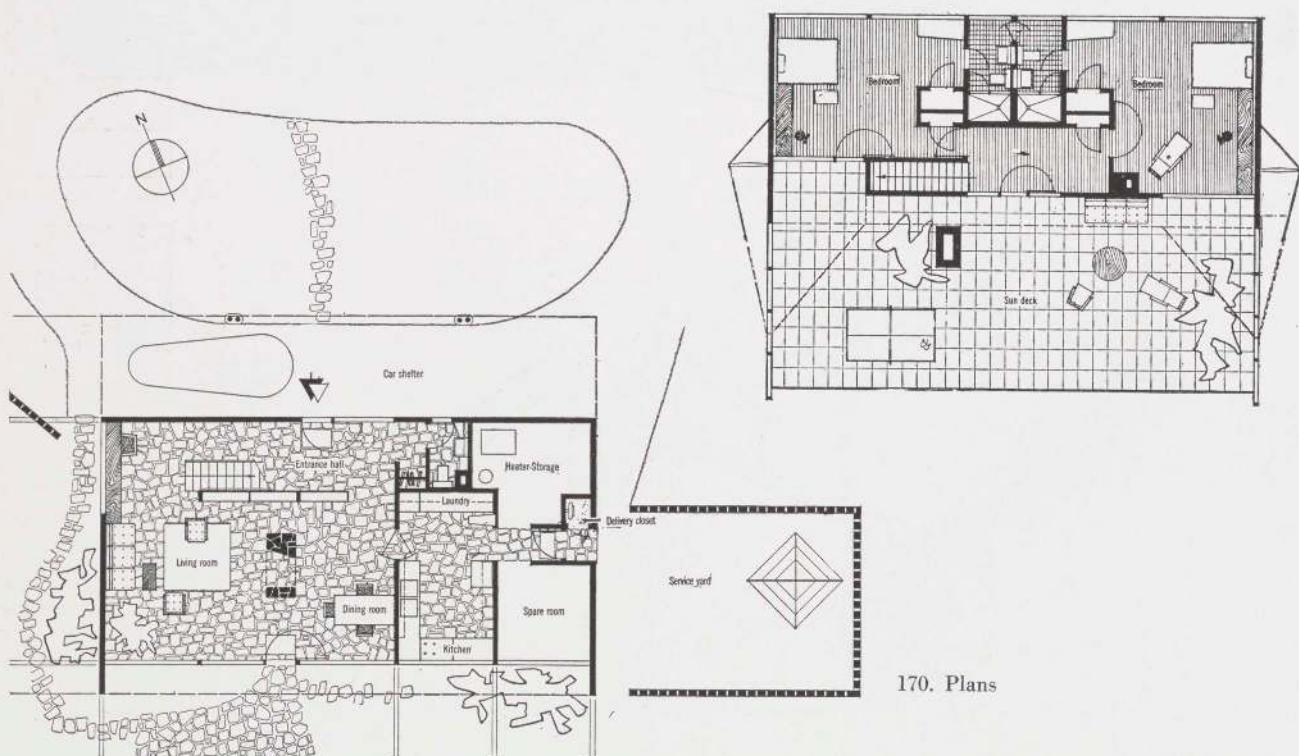 Bedroom
Bedroom
Sun deck
N
Car shelter
Entrance hall
Heater-Storage
Laundry
Delivery closet
Living room
Dining room
Spare room
Kitchen
Service yard
170. Plans